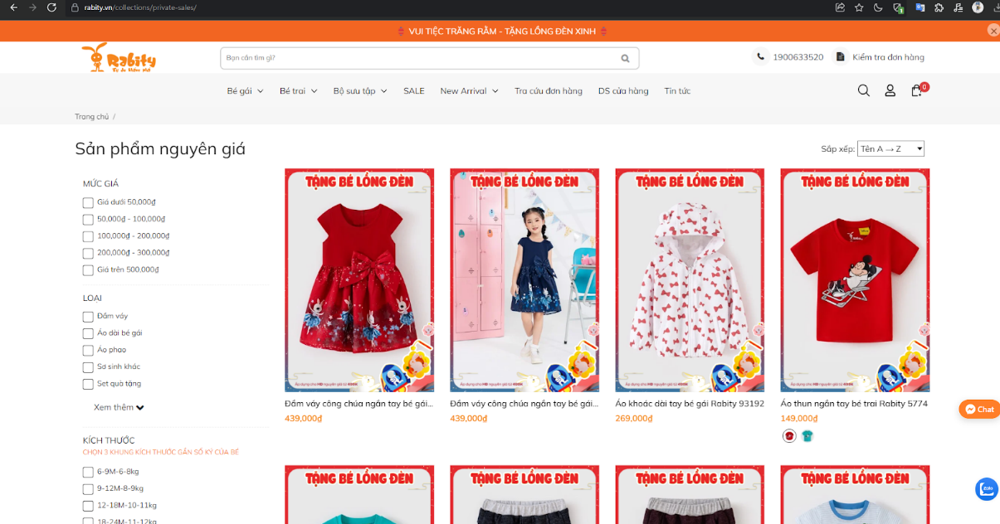 rabity.vn/collections/private-sales/
VUI TIỆC TRĂNG RẰM - TẶNG LỒNG ĐÈN XINH
Rabity
Bạn cần tìm gì?
1900633520
Kiểm tra đơn hàng
Bé gái
Bé trai
Bộ sưu tập
SALE
New Arrival
Tra cứu đơn hàng
DS cửa hàng
Tin tức
0
Trang chủ /
Sản phẩm nguyên giá
Sắp xếp: Tên A → Z
MỨC GIÁ
Giá dưới 50,000₫
50,000₫ - 100,000₫
100,000₫ - 200,000₫
200,000₫ - 300,000₫
Giá trên 500,000₫
LOẠI
Đầm váy
Áo dài bé gái
Áo phao
Sơ sinh khác
Set quà tặng
Xem thêm
KÍCH THƯỚC
CHỌN 3 KHUNG KÍCH THƯỚC GẦN SỐ KÝ CỦA BÉ
6-9M-6-8kg
9-12M-8-9kg
12-18M-10-11kg
18-24M-11-12kg
TẶNG BÉ LỒNG ĐÈN
TẶNG BÉ LỒNG ĐÈN
TẶNG BÉ LỒNG ĐÈN
TẶNG BÉ LỒNG ĐÈN
Đầm váy công chúa ngắn tay bé gái...
439,000₫
Đầm váy công chúa ngắn tay bé gái...
439,000₫
Áo khoác dài tay bé gái Rabity 93192
269,000₫
Áo thun ngắn tay bé trai Rabity 5774
149,000₫
TẶNG BÉ LỒNG ĐÈN
TẶNG BÉ LỒNG ĐÈN
TẶNG BÉ LỒNG ĐÈN
TẶNG BÉ LỒNG ĐÈN
Chat
Zalo